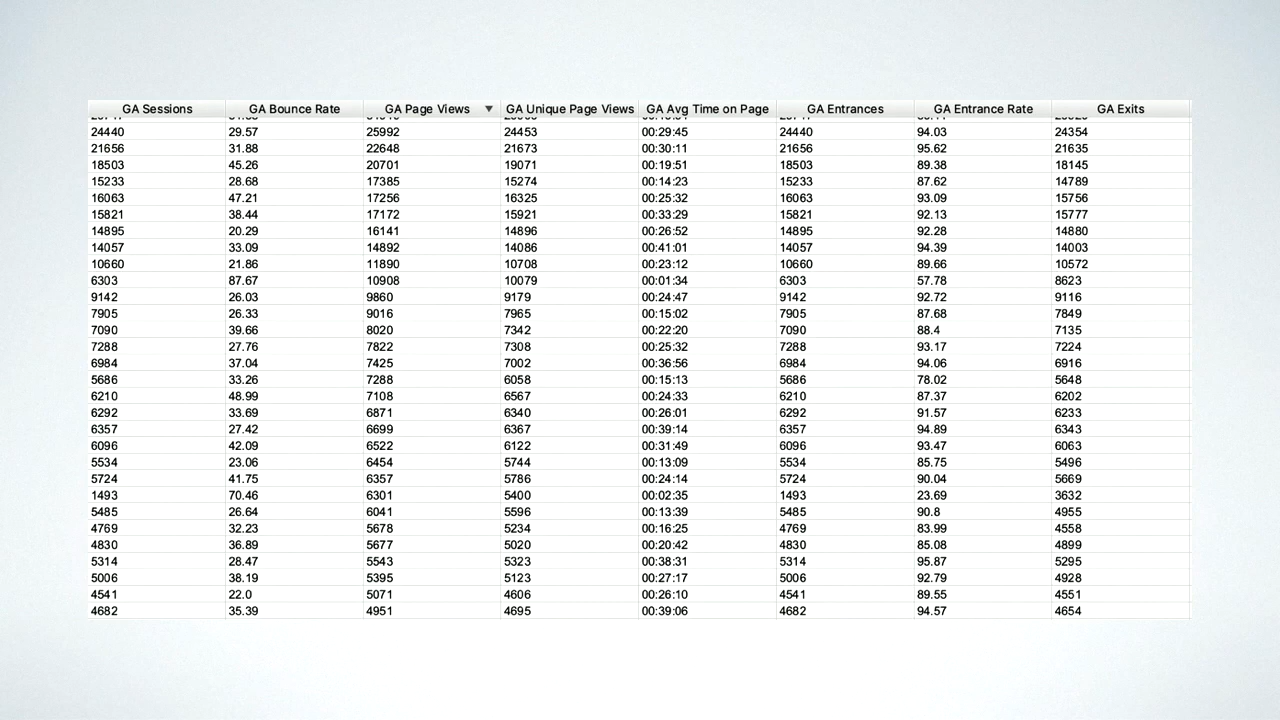 GA Sessions GA Bounce Rate GA Page Views GA Unique Page Views GA Avg Time on Page GA Entrances GA Entrance Rate GA Exits
24440 29.57 25992 24453 00:29:45 24440 94.03 24354
21656 31.88 22648 21673 00:30:11 21656 95.62 21635
18503 45.26 20701 19071 00:19:51 18503 89.38 18145
15233 28.68 17385 15274 00:14:23 15233 87.62 14789
16063 47.21 17256 16325 00:25:32 16063 93.09 15756
15821 38.44 17172 15921 00:33:29 15821 92.13 15777
14895 20.29 16141 14896 00:26:52 14895 92.28 14880
14057 33.09 14892 14086 00:41:01 14057 94.39 14003
10660 21.86 11890 10708 00:23:12 10660 89.66 10572
6303 87.67 10908 10079 00:01:34 6303 57.78 8623
9142 26.03 9860 9179 00:24:47 9142 92.72 9116
7905 26.33 9016 7965 00:15:02 7905 87.68 7849
7090 39.66 8020 7342 00:22:20 7090 88.4 7135
7288 27.76 7822 7308 00:25:32 7288 93.17 7224
6984 37.04 7425 7002 00:36:56 6984 94.06 6916
5686 33.26 7288 6058 00:15:13 5686 78.02 5648
6210 48.99 7108 6567 00:24:33 6210 87.37 6202
6292 33.69 6871 6340 00:26:01 6292 91.57 6233
6357 27.42 6699 6367 00:39:14 6357 94.89 6343
6096 42.09 6522 6122 00:31:49 6096 93.47 6063
5534 23.06 6454 5744 00:13:09 5534 85.75 5496
5724 41.75 6357 5786 00:24:14 5724 90.04 5669
1493 70.46 6301 5400 00:02:35 1493 23.69 3632
5485 26.64 6041 5596 00:13:39 5485 90.8 4955
4769 32.23 5678 5234 00:16:25 4769 83.99 4558
4830 36.89 5677 5020 00:20:42 4830 85.08 4899
5314 28.47 5543 5323 00:38:31 5314 95.87 5295
5006 38.19 5395 5123 00:27:17 5006 92.79 4928
4541 22.0 5071 4606 00:26:10 4541 89.55 4551
4682 35.39 4951 4695 00:39:06 4682 94.57 4654